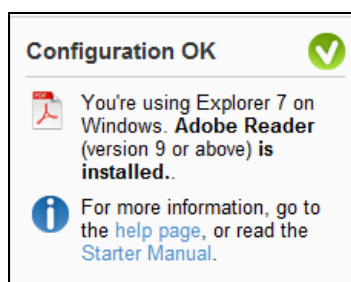 Configuration OK
PDF
You're using Explorer 7 on
Windows. Adobe Reader
(version 9 or above) is
installed..
For more information, go to
the help page, or read the
Starter Manual.